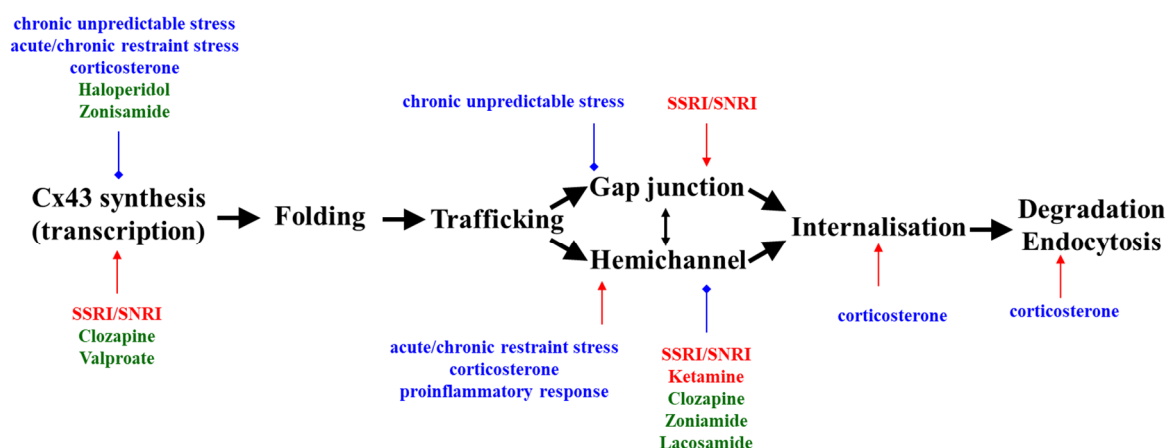 chronic unpredictable stress
acute/chronic restraint stress
corticosterone
Haloperidol
Zonisamide
chronic unpredictable stress
SSRI/SNRI
Cx43 synthesis
(transcription)
Folding
Trafficking
Gap junction
Hemichannel
Internalisation
Degradation
Endocytosis
SSRI/SNRI
Clozapine
Valproate
acute/chronic restraint stress
corticosterone
proinflammatory response
SSRI/SNRI
Ketamine
Clozapine
Zoniamide
Lacosamide
corticosterone
corticosterone